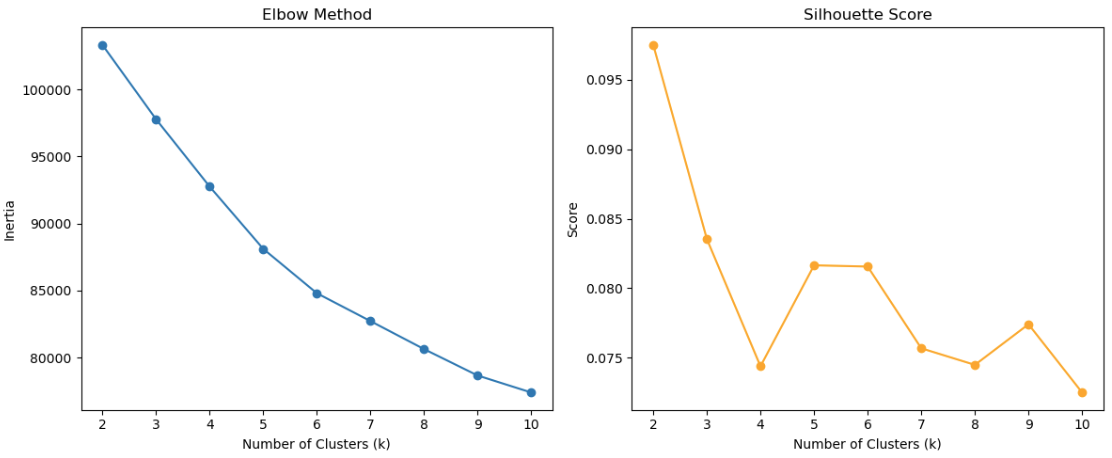 Elbow Method
100000
95000
90000
85000
80000
Inertia
2 3 4 5 6 7 8 9 10
Number of Clusters (k)
Silhouette Score
0.095
0.090
0.085
0.080
0.075
Score
2 3 4 5 6 7 8 9 10
Number of Clusters (k)